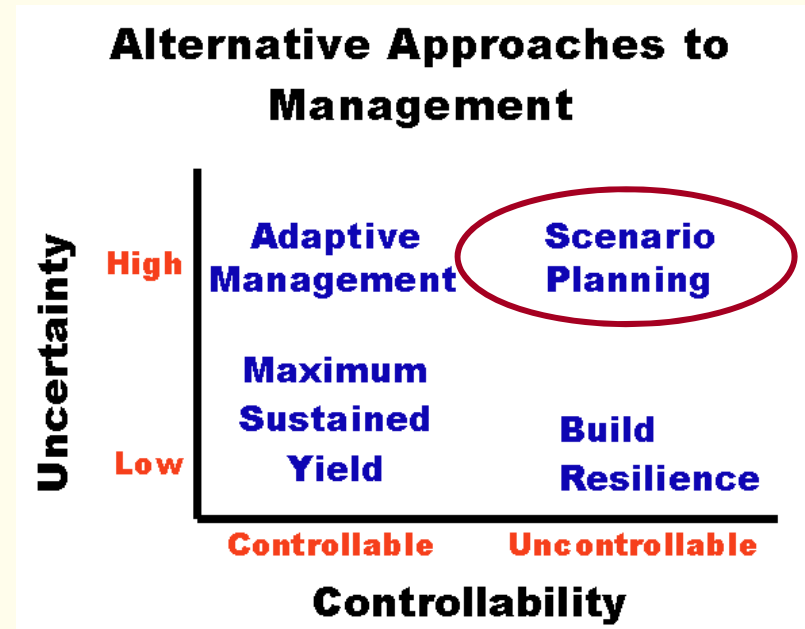 Alternative Approaches to
Management
Uncertainty
High
Adaptive
Management
Scenario
Planning
Low
Maximum
Sustained
Yield
Build
Resilience
Controllable
Uncontrollable
Controllability